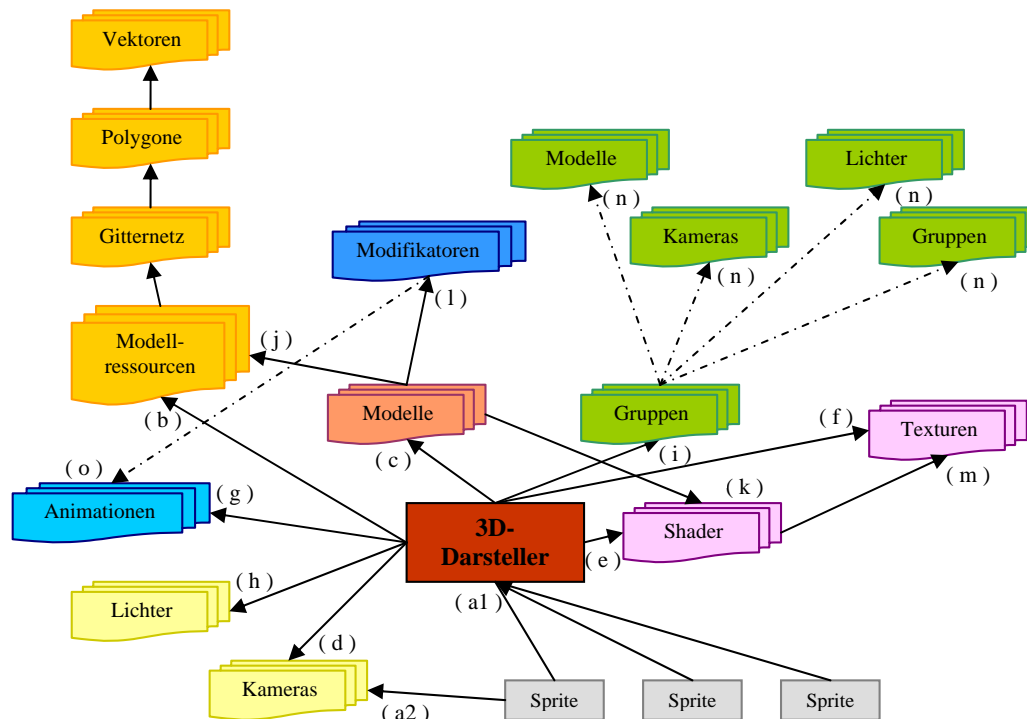 Vektoren
Polygone
Modelle
Lichter
( n )
( n )
Gitternetz
Modifikatoren
Kameras
Gruppen
( n )
( n )
( l )
Modell-
ressourcen
( j )
( b )
Modelle
Gruppen
( f )
Texturen
( c )
( i )
( o )
( m )
( g )
( k )
Animationen
3D-
Darsteller
Shader
( e )
( h )
( a1 )
Lichter
( d )
Kameras
( a2 )
Sprite
Sprite
Sprite